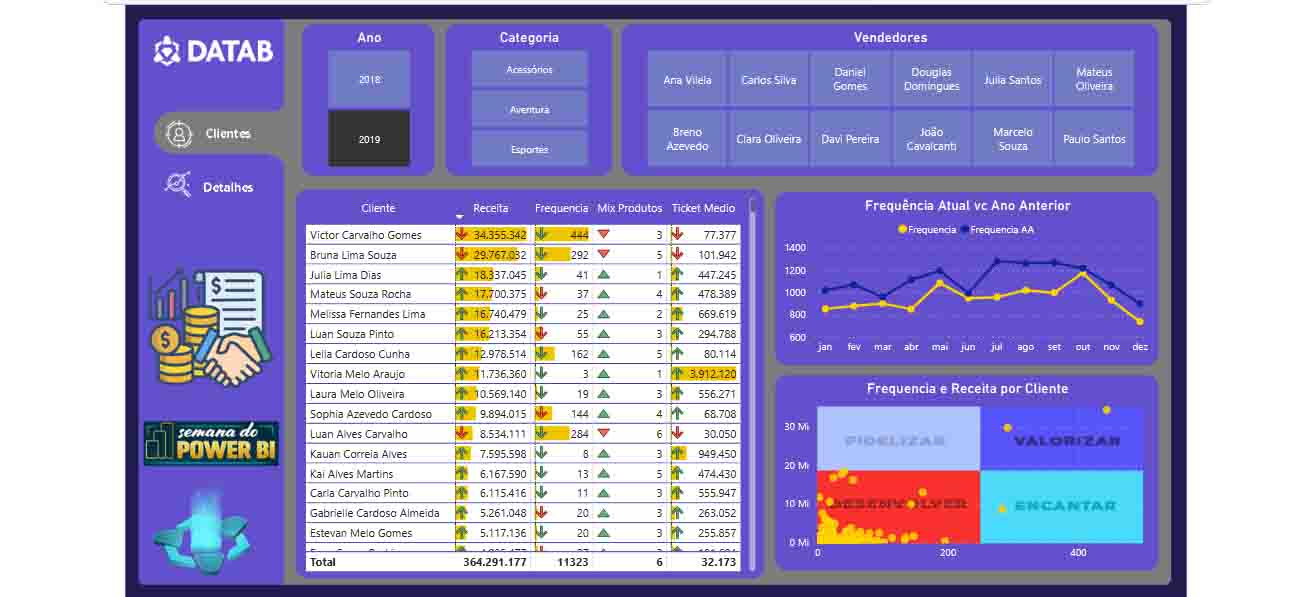 DATAB
Clientes
Detalhes
semana do
POWER BI
Ano
2018
2019
Categoria
Acessórios
Aventura
Esportes
Vendedores
Ana Vilela
Carlos Silva
Daniel
Gomes
Douglas
Domingues
Julia Santos
Mateus
Oliveira
Breno
Azevedo
Clara Oliveira
Davi Pereira
João
Cavalcanti
Marcelo
Souza
Paulo Santos
Cliente Receita Frequencia Mix Produtos Ticket Medio
Victor Carvalho Gomes 34.355.342 444 3 77.377
Bruna Lima Souza 29.767.032 292 5 101.942
Julia Lima Dias 18.337.045 41 1 447.245
Mateus Souza Rocha 17.700.375 37 4 478.389
Melissa Fernandes Lima 16.740.479 25 2 669.619
Luan Souza Pinto 16.213.354 55 3 294.788
Leila Cardoso Cunha 12.978.514 162 5 80.114
Vitoria Melo Araujo 11.736.360 3 1 3.912.120
Laura Melo Oliveira 10.569.140 19 3 556.271
Sophia Azevedo Cardoso 9.894.015 144 4 68.708
Luan Alves Carvalho 8.534.111 284 6 30.050
Kauan Correia Alves 7.595.598 8 3 949.450
Kai Alves Martins 6.167.590 13 5 474.430
Carla Carvalho Pinto 6.115.416 11 3 555.947
Gabrielle Cardoso Almeida 5.261.048 20 3 263.052
Estevan Melo Gomes 5.117.136 20 3 255.857
Total 364.291.177 11323 6 32.173
Frequência Atual vc Ano Anterior
Frequencia Frequencia AA
1400
1200
1000
800
600
jan fev mar abr mai jun jul ago set out nov dez
Frequencia e Receita por Cliente
30 Mi
20 Mi
10 Mi
0 Mi
FIDELIZAR
VALORIZAR
DESENVOLVER
ENCANTAR
0 200 400